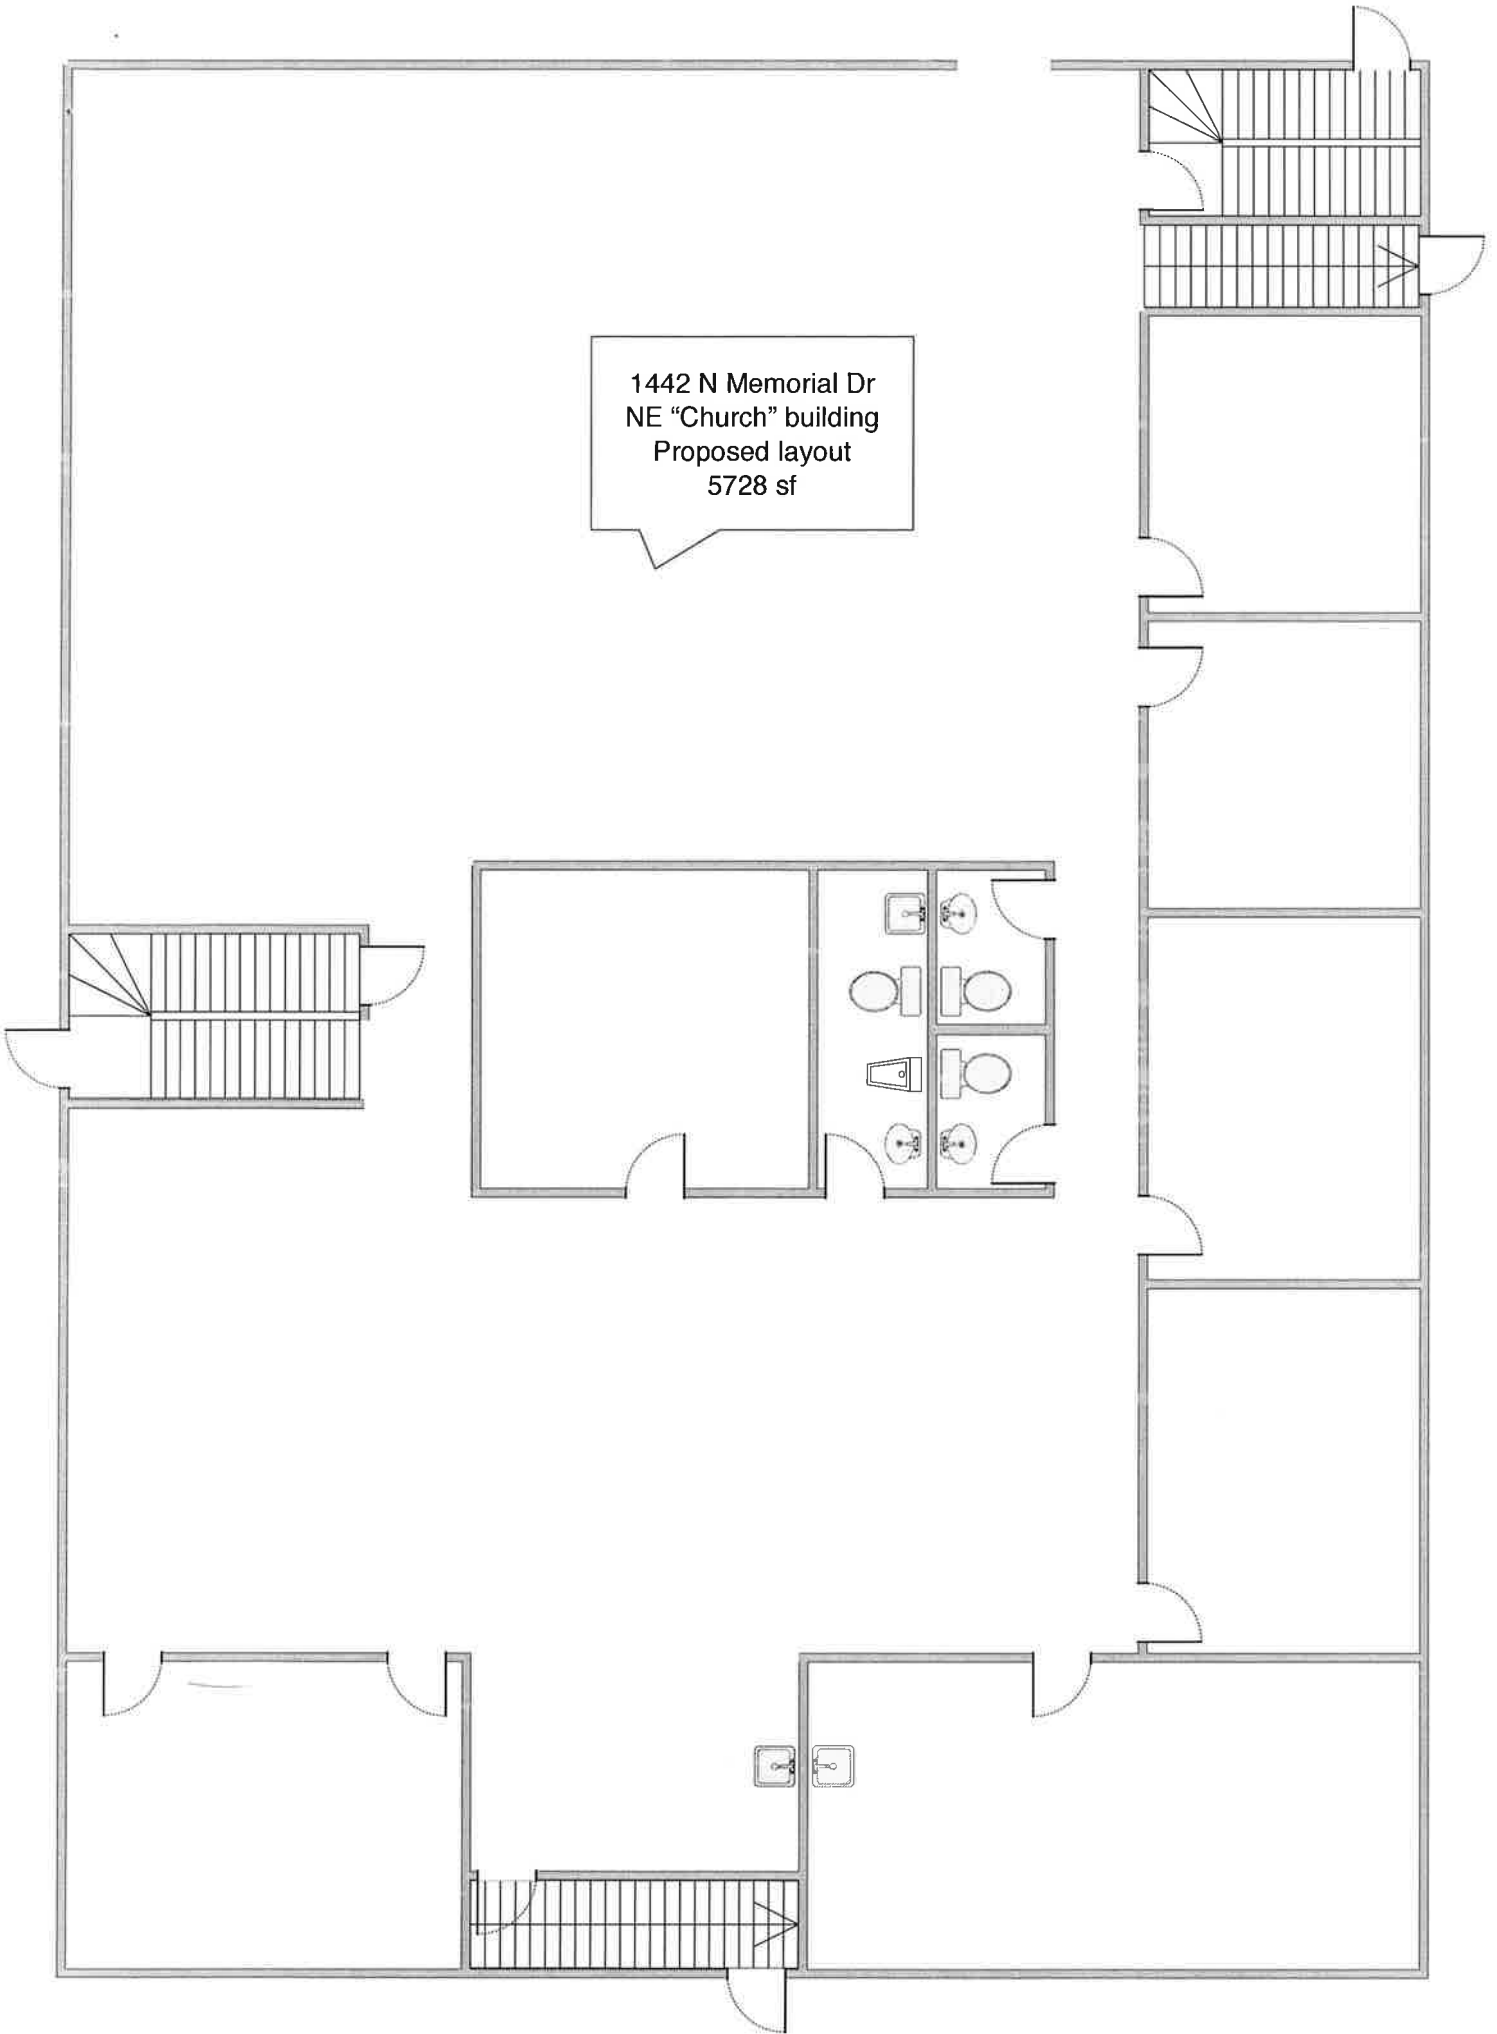 1442 N Memorial Dr
NE “Church” building
Proposed layout
5728 sf